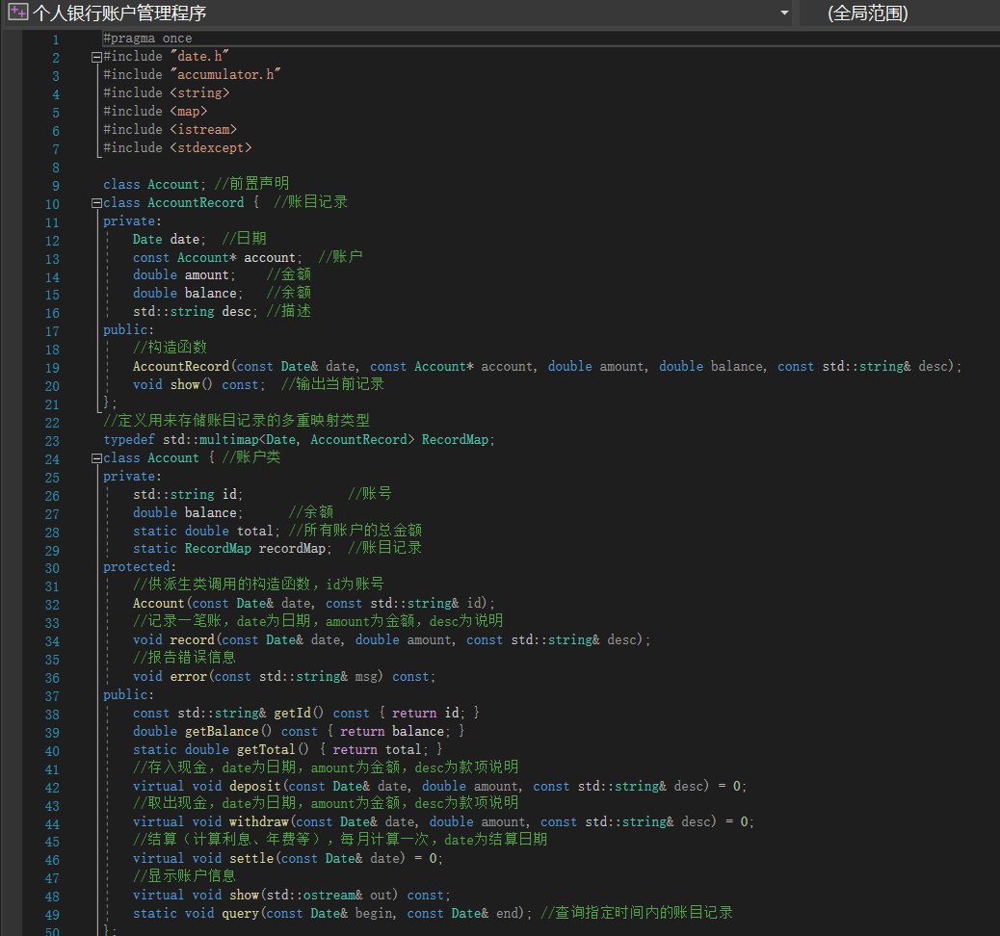 个人银行账户管理程序
(全局范围)
1 #pragma once
2 #include "date.h"
3 #include "accumulator.h"
4 #include <string>
5 #include <map>
6 #include <istream>
7 #include <stdexcept>
8
9 class Account; //前置声明
10 class AccountRecord { //账目记录
11 private:
12 Date date; //日期
13 const Account* account; //账户
14 double amount; //金额
15 double balance; //余额
16 std::string desc; //描述
17 public:
18 //构造函数
19 AccountRecord(const Date& date, const Account* account, double amount, double balance, const std::string& desc);
20 void show() const; //输出当前记录
21 };
22 //定义用来存储账目记录的多重映射类型
23 typedef std::multimap<Date, AccountRecord> RecordMap;
24 class Account { //账户类
25 private:
26 std::string id; //账号
27 double balance; //余额
28 static double total; //所有账户的总金额
29 static RecordMap recordMap; //账目记录
30 protected:
31 //供派生类调用的构造函数，id为账号
32 Account(const Date& date, const std::string& id);
33 //记录一笔账，date为日期，amount为金额，desc为说明
34 void record(const Date& date, double amount, const std::string& desc);
35 //报告错误信息
36 void error(const std::string& msg) const;
37 public:
38 const std::string& getId() const { return id; }
39 double getBalance() const { return balance; }
40 static double getTotal() { return total; }
41 //存入现金，date为日期，amount为金额，desc为款项说明
42 virtual void deposit(const Date& date, double amount, const std::string& desc) = 0;
43 //取出现金，date为日期，amount为金额，desc为款项说明
44 virtual void withdraw(const Date& date, double amount, const std::string& desc) = 0;
45 //结算（计算利息、年费等），每月计算一次，date为结算日期
46 virtual void settle(const Date& date) = 0;
47 //显示账户信息
48 virtual void show(std::ostream& out) const;
49 static void query(const Date& begin, const Date& end); //查询指定时间内的账目记录
50 };